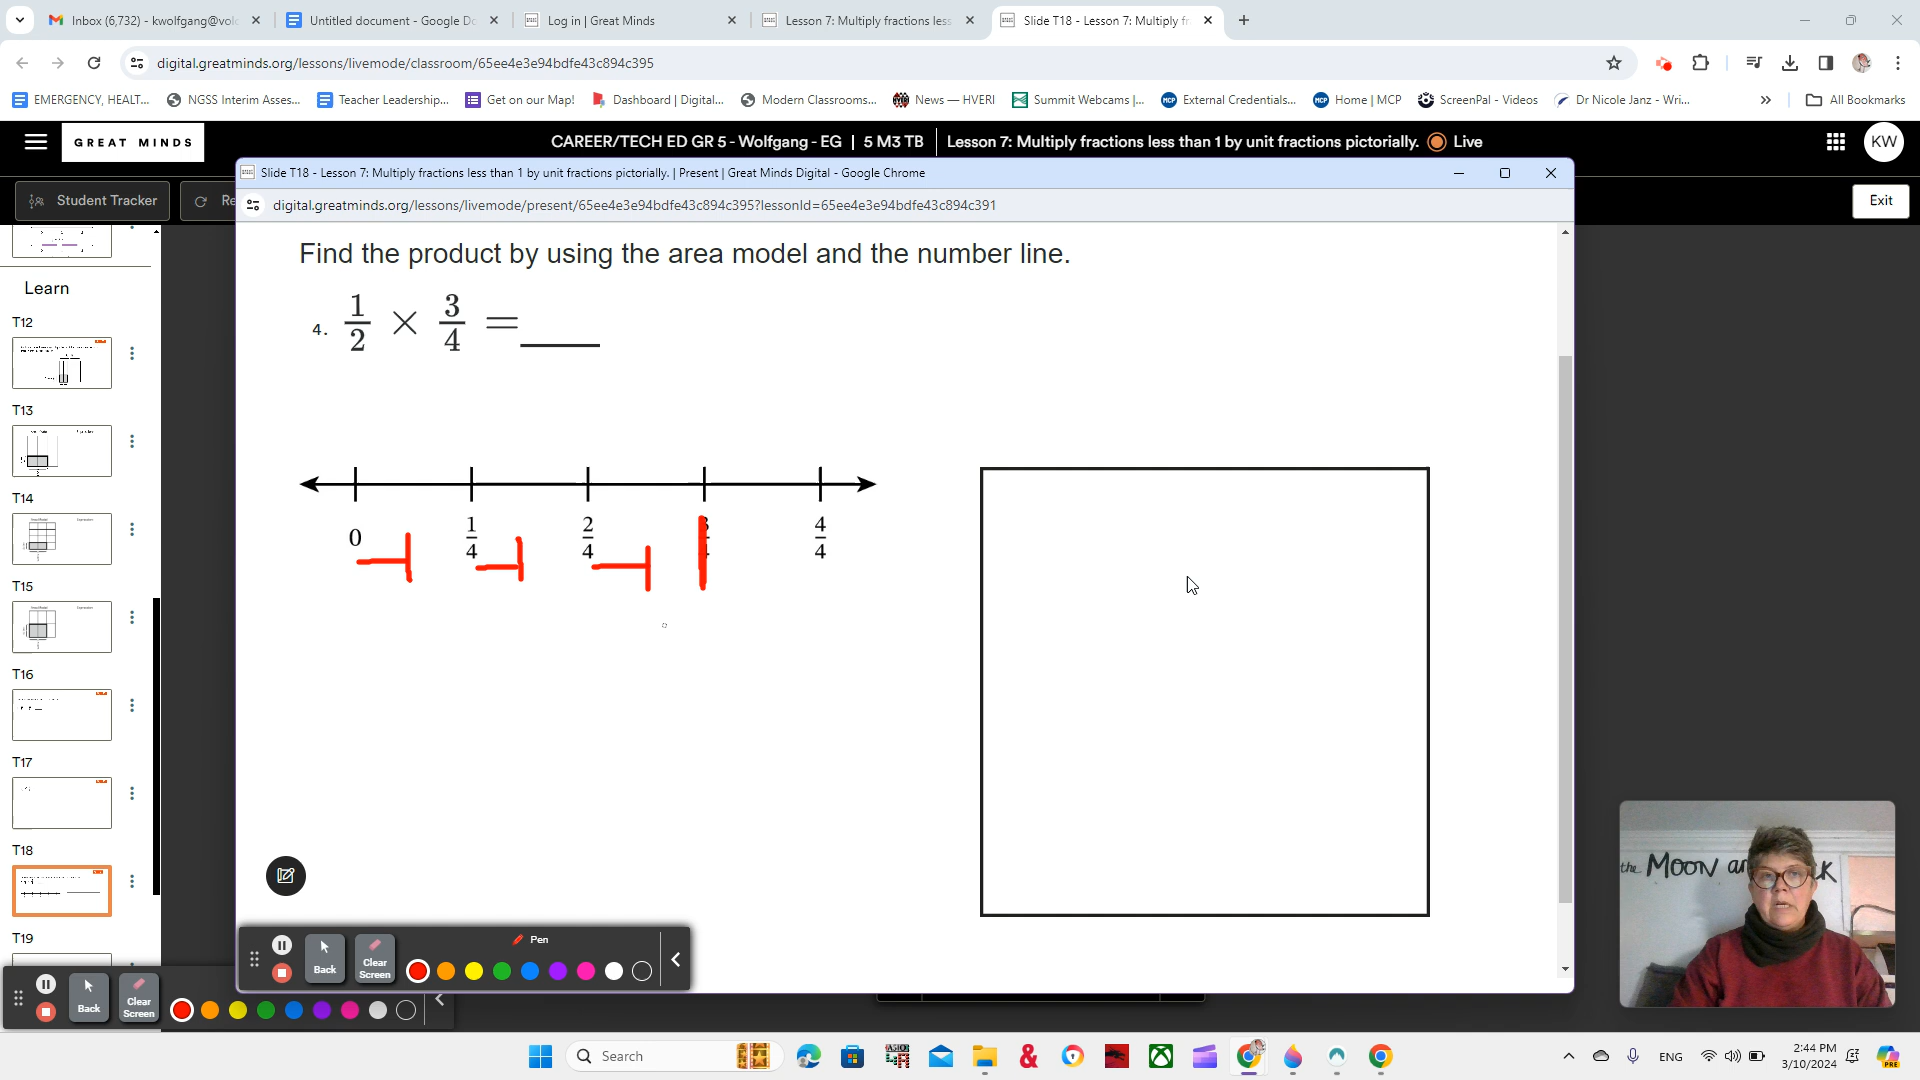 Inbox (6,732) - kwolfgang@volc
Untitled document - Google Do
Log in | Great Minds
Lesson 7: Multiply fractions less
Slide T18 - Lesson 7: Multiply fr
digital.greatminds.org/lessons/livemode/classroom/65ee4e3e94bdfe43c894c395
EMERGENCY, HEALT...
NGSS Interim Asses...
Teacher Leadership...
Get on our Map!
Dashboard | Digital...
Modern Classrooms...
News — HVERI
Summit Webcams |...
External Credentials...
Home | MCP
ScreenPal - Videos
Dr Nicole Janz - Wri...
All Bookmarks
GREAT MINDS
CAREER/TECH ED GR 5 - Wolfgang - EG | 5 M3 TB
Lesson 7: Multiply fractions less than 1 by unit fractions pictorially.
Live
KW
Student Tracker
Re
Exit
Slide T18 - Lesson 7: Multiply fractions less than 1 by unit fractions pictorially. | Present | Great Minds Digital - Google Chrome
digital.greatminds.org/lessons/livemode/present/65ee4e3e94bdfe43c894c395?lessonId=65ee4e3e94bdfe43c894c391
Learn
T12
T13
T14
T15
T16
T17
T18
T19
Find the product by using the area model and the number line.
4. 1/2 × 3/4 = ____
0 1/4 2/4 3/4 4/4
Pen
Back
Clear Screen
Back
Clear Screen
the MOON an
K
Search
ENG
2:44 PM
3/10/2024
PRE